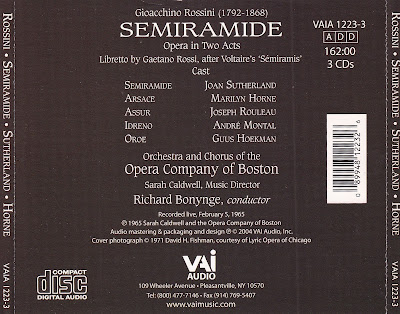 Gioacchino Rossini (1792-1868)
SEMIRAMIDE
Opera in Two Acts
Libretto by Gaetano Rossi, after Voltaire's 'Sémiramis'
Cast
SEMIRAMIDE JOAN SUTHERLAND
ARSACE MARILYN HORNE
ASSUR JOSEPH ROULEAU
IDRENO ANDRÉ MONTAL
OROE GUUS HOEKMAN
Orchestra and Chorus of the
Opera Company of Boston
Sarah Caldwell, Music Director
Richard Bonynge, conductor
Recorded live, February 5, 1965
℗ 1965 Sarah Caldwell and the Opera Company of Boston
Audio mastering & packaging and design ℗ © 2004 VAI Audio, Inc.
Cover photograph © 1971 David H. Fishman, courtesy of Lyric Opera of Chicago
VAIA 1223-3
A D D
162:00
3 CDs
0 89948 12232 6
COMPACT
disc
DIGITAL AUDIO
VAI
AUDIO
109 Wheeler Avenue • Pleasantville, NY 10570
Tel: (800) 477-7146 • Fax (914) 769-5407
www.vaimusic.com
ROSSINI • SEMIRAMIDE • SUTHERLAND • HORNE
VAIA 1223-3
ROSSINI • SEMIRAMIDE • SUTHERLAND • HORNE
VAIA 1223-3